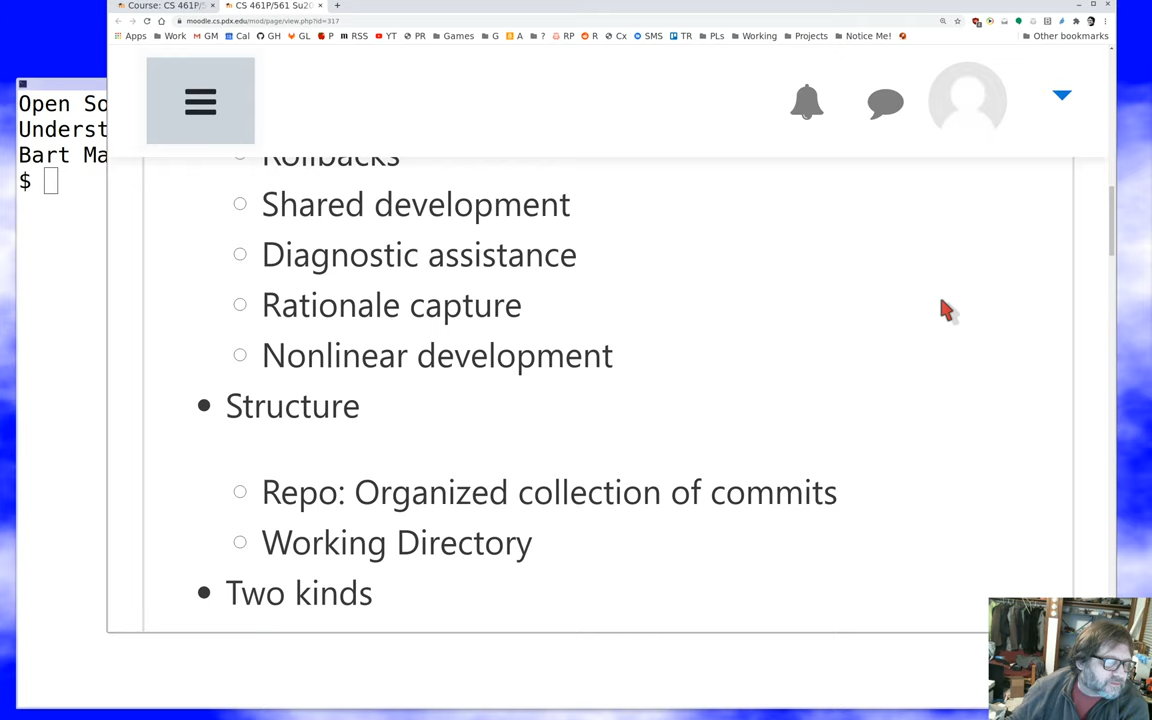 Course: CS 461P/5
CS 461P/561 Su20
moodle.cs.pdx.edu/mod/page/view.php?id=317
Apps Work GM Cal GH GL P RSS YT PR Games G A ? RP R Cx SMS TR PLs Working Projects Notice Me! Other bookmarks
Open So
Underst
Bart Ma
$
Rollbacks
Shared development
Diagnostic assistance
Rationale capture
Nonlinear development
Structure
Repo: Organized collection of commits
Working Directory
Two kinds